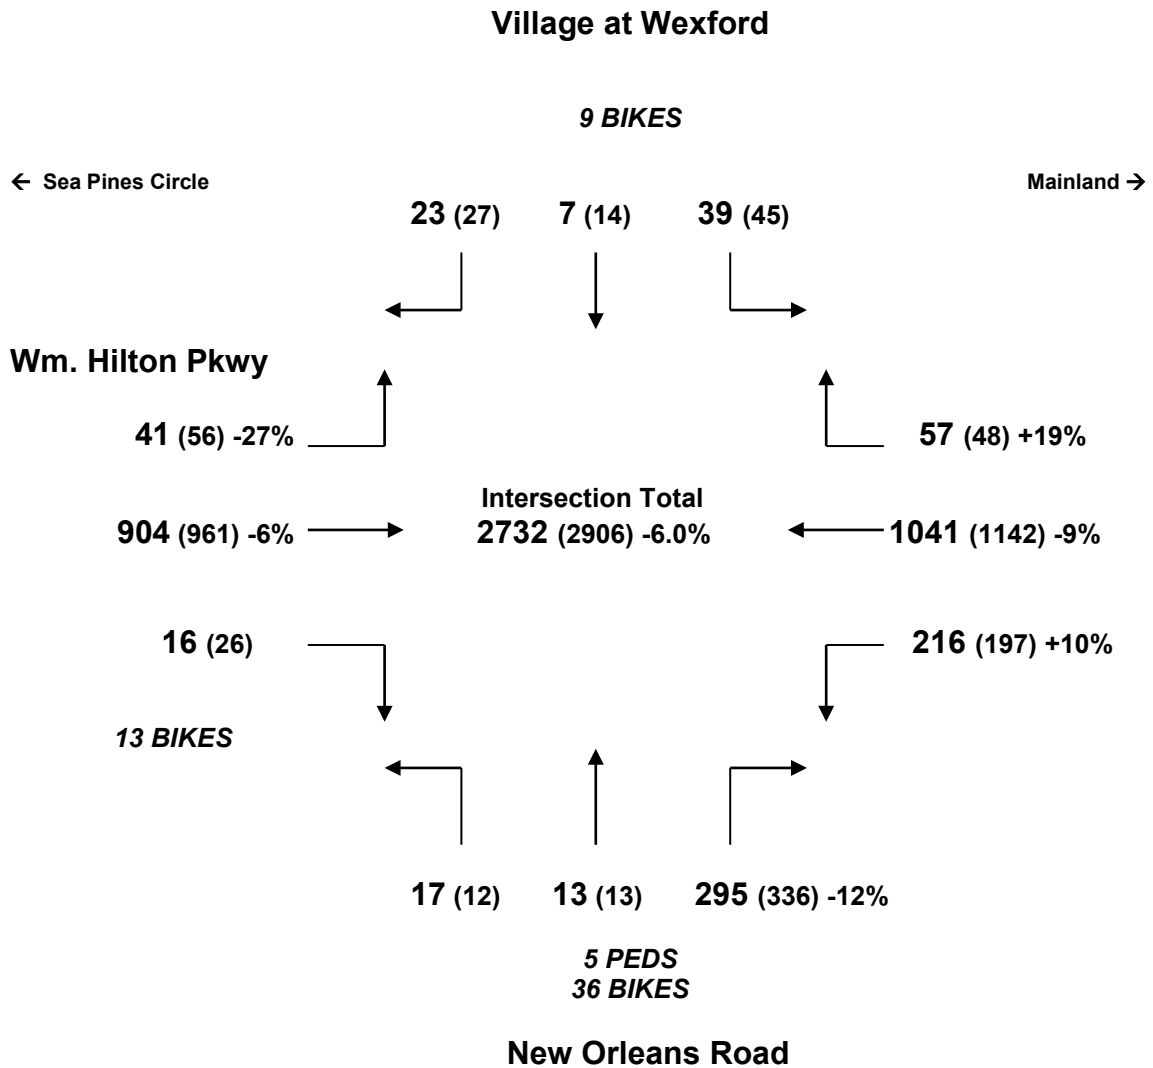 Village at Wexford
9 BIKES
← Sea Pines Circle
Mainland →
23 (27)
7 (14)
39 (45)
Wm. Hilton Pkwy
41 (56) -27%
57 (48) +19%
Intersection Total
904 (961) -6%
2732 (2906) -6.0%
1041 (1142) -9%
16 (26)
216 (197) +10%
13 BIKES
17 (12)
13 (13)
295 (336) -12%
5 PEDS
36 BIKES
New Orleans Road